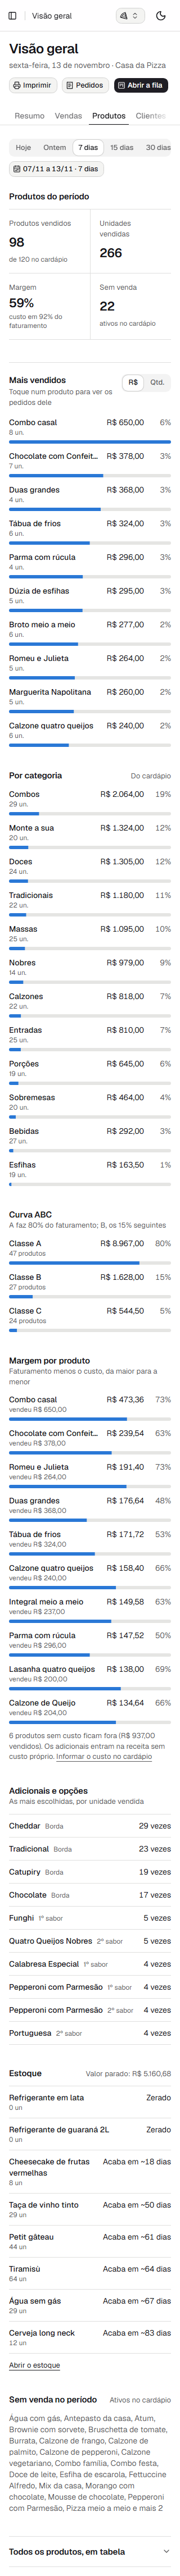 Visão geral
Visão geral
sexta-feira, 13 de novembro · Casa da Pizza
Imprimir
Pedidos
Abrir a fila
Resumo
Vendas
Produtos
Clientes
Hoje
Ontem
7 dias
15 dias
30 dias
07/11 a 13/11 · 7 dias
Produtos do período
Produtos vendidos
98
de 120 no cardápio
Unidades
vendidas
266
Margem
59%
custo em 92% do
faturamento
Sem venda
22
ativos no cardápio
Mais vendidos
R$
Qtd.
Toque num produto para ver os
pedidos dele
Combo casal R$ 650,00 6%
8 un.
Chocolate com Confeit... R$ 378,00 3%
7 un.
Duas grandes R$ 368,00 3%
4 un.
Tábua de frios R$ 324,00 3%
6 un.
Parma com rúcula R$ 296,00 3%
4 un.
Dúzia de esfihas R$ 295,00 3%
5 un.
Broto meio a meio R$ 277,00 2%
6 un.
Romeu e Julieta R$ 264,00 2%
5 un.
Marguerita Napolitana R$ 260,00 2%
5 un.
Calzone quatro queijos R$ 240,00 2%
6 un.
Por categoria Do cardápio
Combos R$ 2.064,00 19%
29 un.
Monte a sua R$ 1.324,00 12%
20 un.
Doces R$ 1.305,00 12%
24 un.
Tradicionais R$ 1.180,00 11%
22 un.
Massas R$ 1.095,00 10%
25 un.
Nobres R$ 979,00 9%
14 un.
Calzones R$ 818,00 7%
22 un.
Entradas R$ 810,00 7%
25 un.
Porções R$ 645,00 6%
19 un.
Sobremesas R$ 464,00 4%
20 un.
Bebidas R$ 292,00 3%
27 un.
Esfihas R$ 163,50 1%
19 un.
Curva ABC
A faz 80% do faturamento; B, os 15% seguintes
Classe A R$ 8.967,00 80%
47 produtos
Classe B R$ 1.628,00 15%
27 produtos
Classe C R$ 544,50 5%
24 produtos
Margem por produto
Faturamento menos o custo, da maior para a
menor
Combo casal R$ 473,36 73%
vendeu R$ 650,00
Chocolate com Confeit... R$ 239,54 63%
vendeu R$ 378,00
Romeu e Julieta R$ 191,40 73%
vendeu R$ 264,00
Duas grandes R$ 176,64 48%
vendeu R$ 368,00
Tábua de frios R$ 171,72 53%
vendeu R$ 324,00
Calzone quatro queijos R$ 158,40 66%
vendeu R$ 240,00
Integral meio a meio R$ 149,58 63%
vendeu R$ 237,00
Parma com rúcula R$ 147,52 50%
vendeu R$ 296,00
Lasanha quatro queijos R$ 138,00 69%
vendeu R$ 200,00
Calzone de Queijo R$ 134,64 66%
vendeu R$ 204,00
6 produtos sem custo ficam fora (R$ 937,00
vendidos). Os adicionais entram na receita sem
custo próprio. Informar o custo no cardápio
Adicionais e opções
As mais escolhidas, por unidade vendida
Cheddar Borda 29 vezes
Tradicional Borda 23 vezes
Catupiry Borda 19 vezes
Chocolate Borda 17 vezes
Funghi 1º sabor 5 vezes
Quatro Queijos Nobres 2º sabor 5 vezes
Calabresa Especial 1º sabor 4 vezes
Pepperoni com Parmesão 1º sabor 4 vezes
Pepperoni com Parmesão 2º sabor 4 vezes
Portuguesa 2º sabor 4 vezes
Estoque Valor parado: R$ 5.160,68
Refrigerante em lata Zerado
0 un
Refrigerante de guaraná 2L Zerado
0 un
Cheesecake de frutas Acaba em ~18 dias
vermelhas
8 un
Taça de vinho tinto Acaba em ~50 dias
29 un
Petit gâteau Acaba em ~61 dias
44 un
Tiramisù Acaba em ~64 dias
64 un
Água sem gás Acaba em ~67 dias
29 un
Cerveja long neck Acaba em ~83 dias
12 un
Abrir o estoque
Sem venda no período Ativos no cardápio
Água com gás, Antepasto da casa, Atum,
Brownie com sorvete, Bruschetta de tomate,
Burrata, Calzone de frango, Calzone de
palmito, Calzone de pepperoni, Calzone
vegetariano, Combo família, Combo festa,
Doce de leite, Esfiha de escarola, Fettuccine
Alfredo, Mix da casa, Morango com
chocolate, Mousse de chocolate, Pepperoni
com Parmesão, Pizza meio a meio e mais 2
Todos os produtos, em tabela